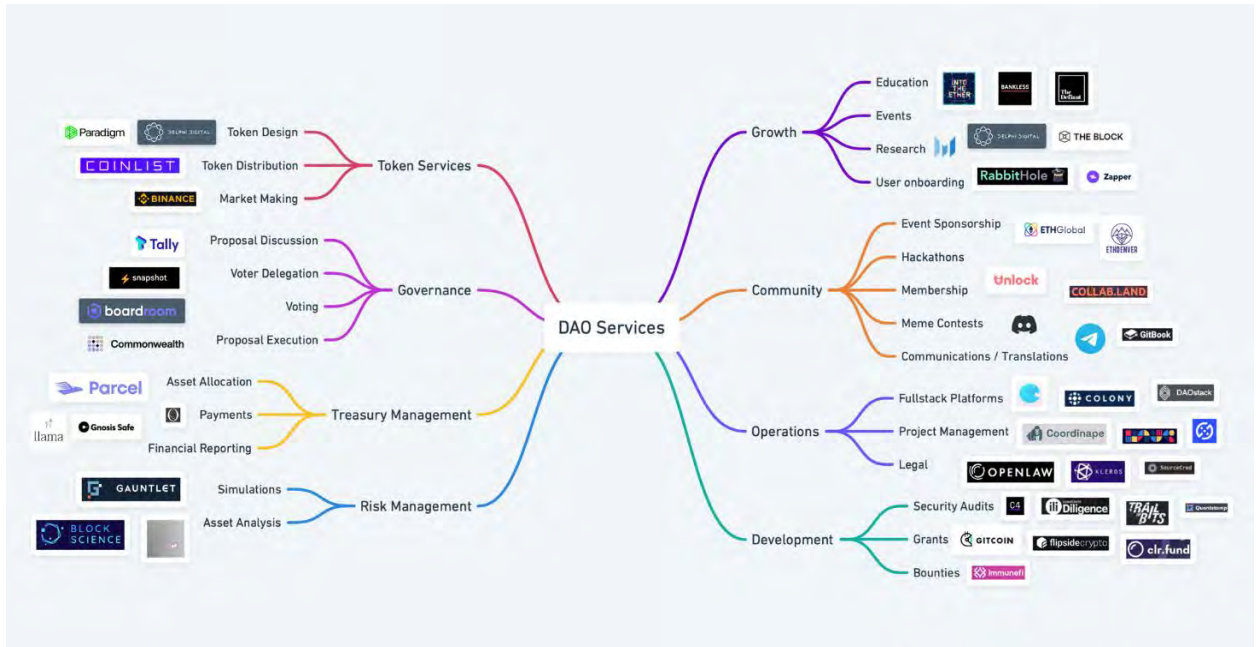 DAO Services
Token Services
Token Design
Paradigm
DELPHI DIGITAL
Token Distribution
COINLIST
Market Making
BINANCE
Governance
Proposal Discussion
Tally
Voter Delegation
snapshot
Voting
boardroom
Proposal Execution
Commonwealth
Treasury Management
Asset Allocation
Parcel
Payments
llama
Gnosis Safe
Financial Reporting
Risk Management
Simulations
GAUNTLET
Asset Analysis
BLOCK
SCIENCE
Growth
Education
INTO
THE
ETHER
BANKLESS
The
Defiant
Events
Research
DELPHI DIGITAL
THE BLOCK
User onboarding
RabbitHole
Zapper
Community
Event Sponsorship
ETHGlobal
ETHDENVER
Hackathons
Membership
Unlock
COLLAB.LAND
Meme Contests
GitBook
Communications / Translations
Operations
Fullstack Platforms
COLONY
DAOstack
Project Management
Coordinape
Legal
OPENLAW
KLEROS
SourceCred
Development
Security Audits
C4
Diligence
TRAIL
OF
BITS
Quantstamp
Grants
GITCOIN
flipsidecrypto
clr.fund
Bounties
Immunefi